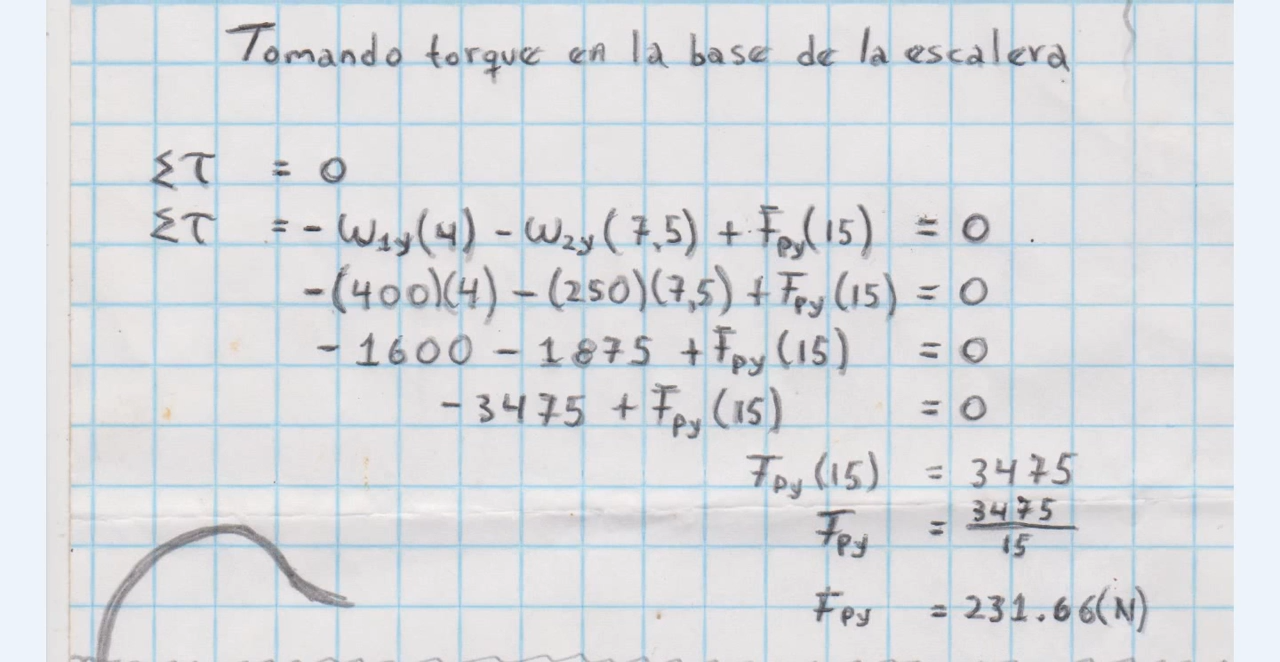 Tomando torque en la base de la escalera
ΣT = 0
ΣT = - W1y(4) - W2y(7,5) + Fpy(15) = 0
-(400)(4) - (250)(7,5) + Fpy(15) = 0
- 1600 - 1875 + Fpy(15) = 0
-3475 + Fpy(15) = 0
Fpy(15) = 3475
Fpy = 3475/15
Fpy = 231.66(N)